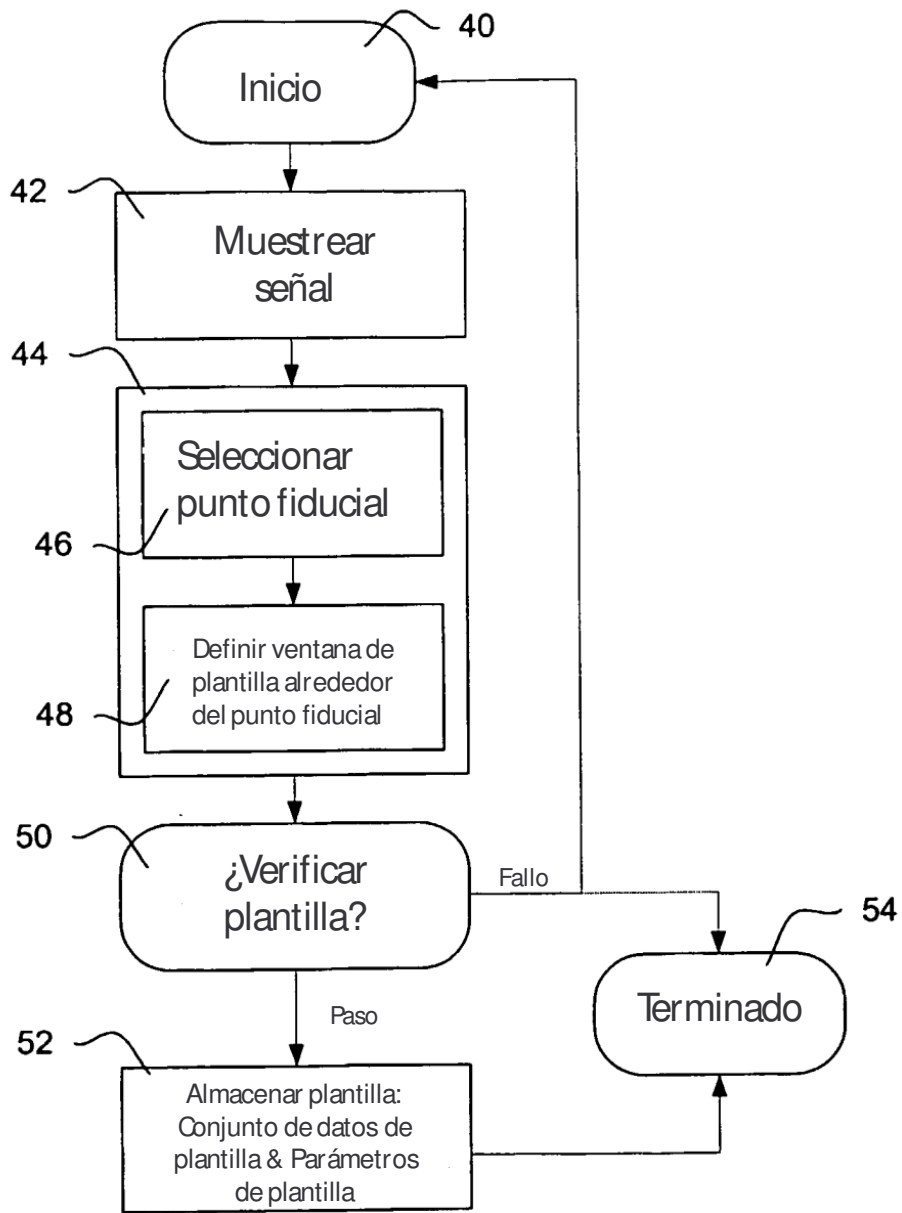 40
Inicio
42
Muestrear
señal
44
Seleccionar
punto fiducial
46
Definir ventana de
plantilla alrededor
del punto fiducial
48
50
¿Verificar
plantilla?
Fallo
54
Terminado
Paso
52
Almacenar plantilla:
Conjunto de datos de
plantilla & Parámetros
de plantilla